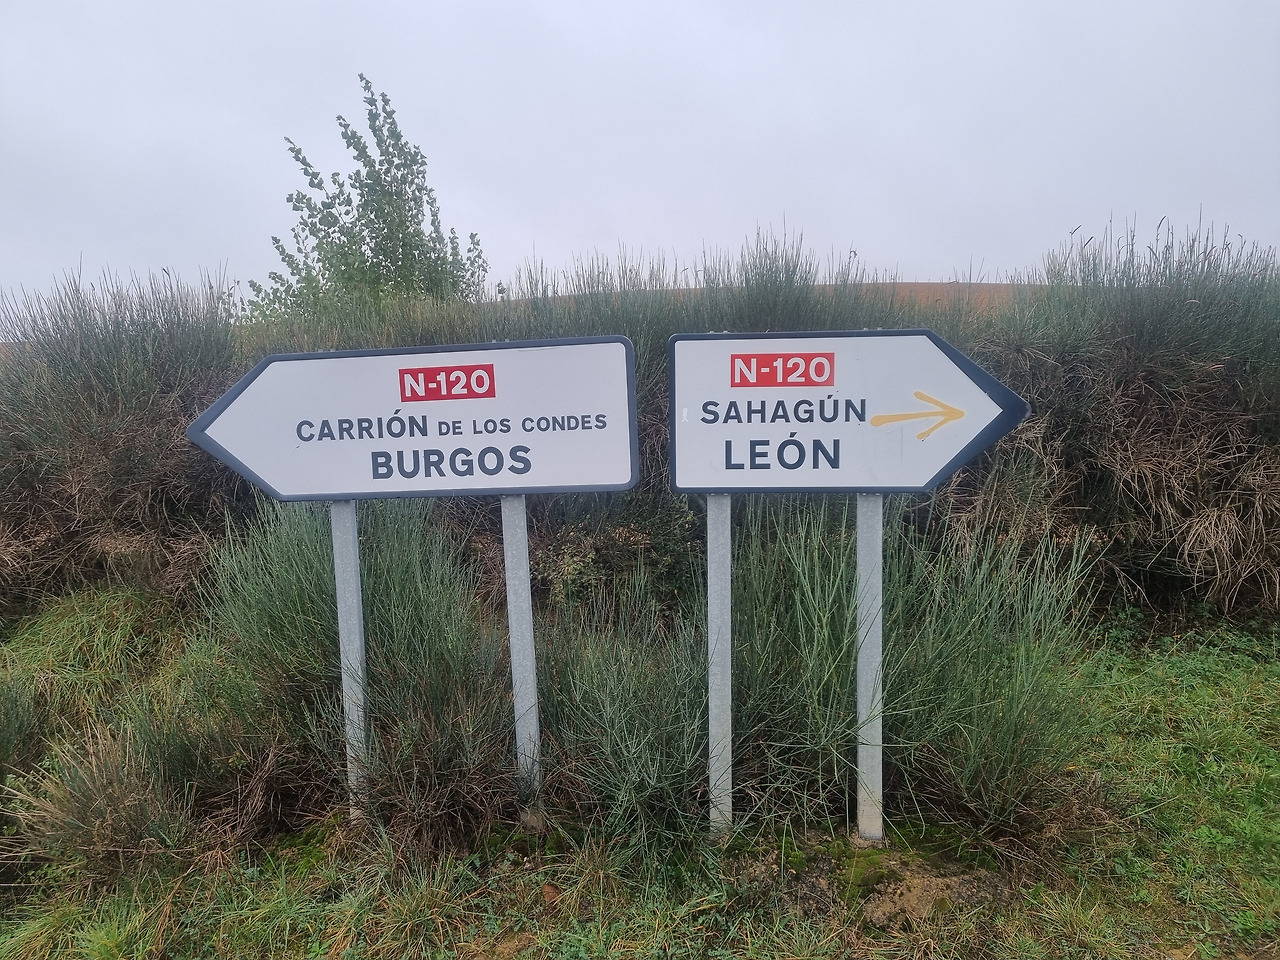 N-120
CARRIÓN DE LOS CONDES
BURGOS
N-120
SAHAGÚN
LEÓN